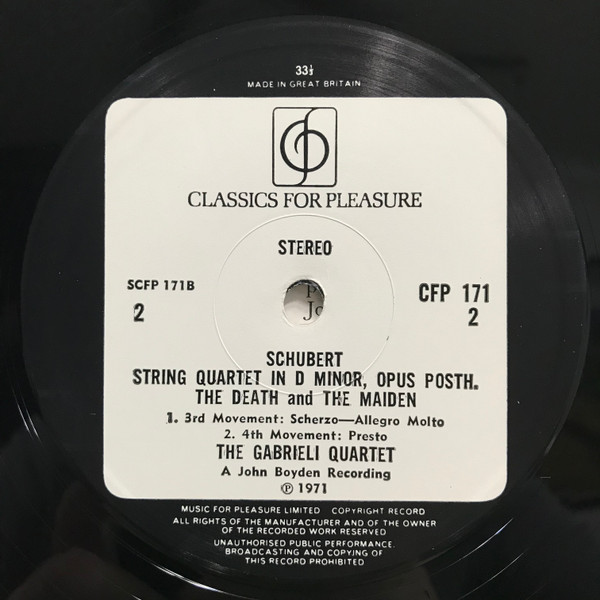 33⅓
MADE IN GREAT BRITAIN
CLASSICS FOR PLEASURE
STEREO
SCFP 171B
2
CFP 171
2
SCHUBERT
STRING QUARTET IN D MINOR, OPUS POSTH.
THE DEATH and THE MAIDEN
1. 3rd Movement: Scherzo—Allegro Molto
2. 4th Movement: Presto
THE GABRIELI QUARTET
A John Boyden Recording
℗ 1971
MUSIC FOR PLEASURE LIMITED COPYRIGHT RECORD
ALL RIGHTS OF THE MANUFACTURER AND OF THE OWNER
OF THE RECORDED WORK RESERVED
UNAUTHORISED PUBLIC PERFORMANCE,
BROADCASTING AND COPYING OF
THIS RECORD PROHIBITED